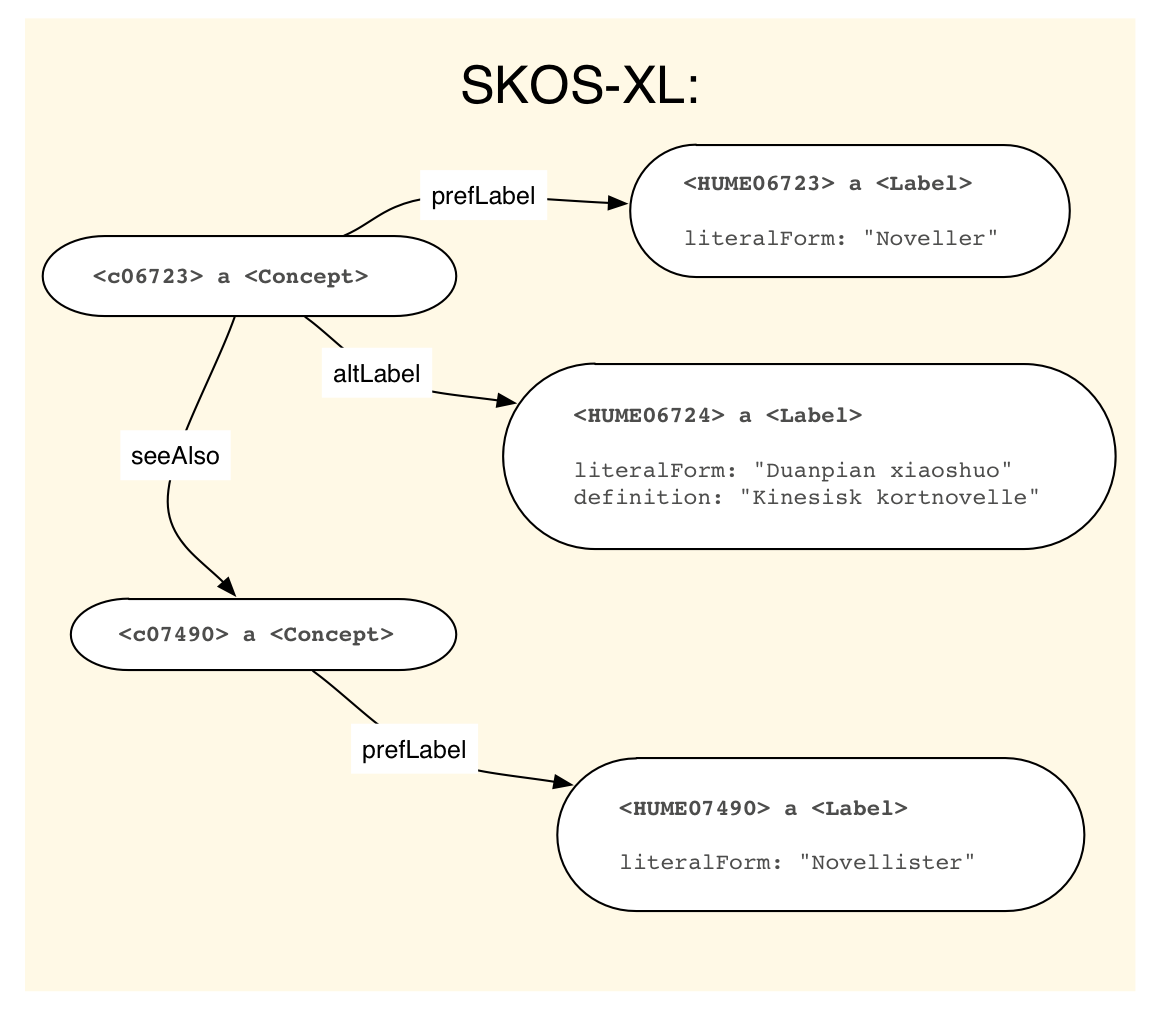 SKOS-XL:
prefLabel
<HUME06723> a <Label>
literalForm: "Noveller"
<c06723> a <Concept>
altLabel
<HUME06724> a <Label>
literalForm: "Duanpian xiaoshuo"
definition: "Kinesisk kortnovelle"
seeAlso
<c07490> a <Concept>
prefLabel
<HUME07490> a <Label>
literalForm: "Novellister"